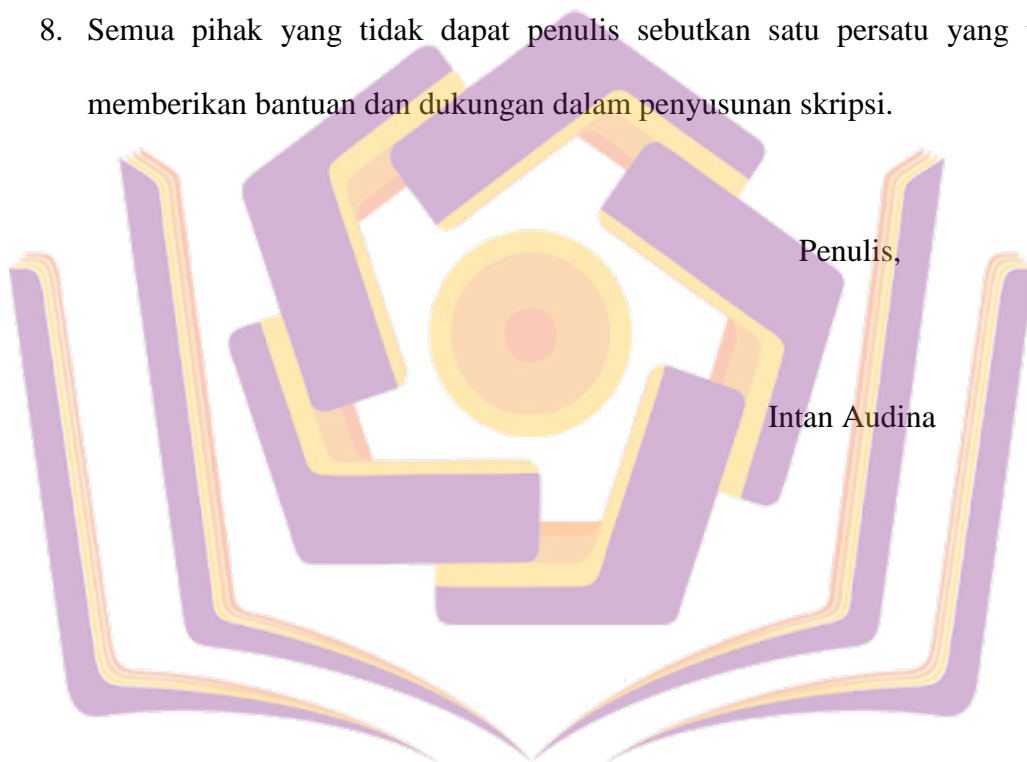 8. Semua pihak yang tidak dapat penulis sebutkan satu persatu yang
memberikan bantuan dan dukungan dalam penyusunan skripsi.
Penulis,
Intan Audina